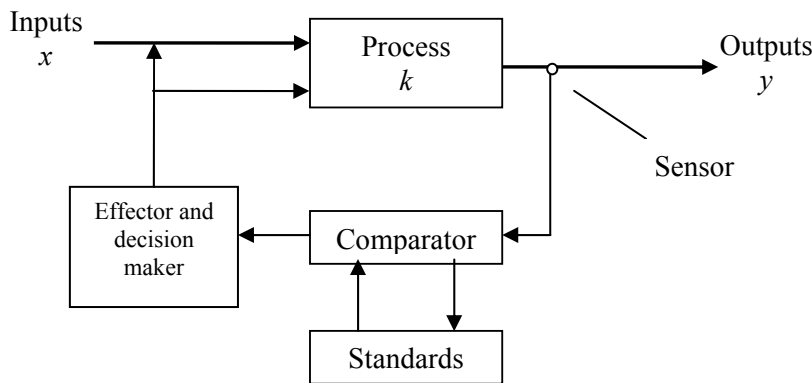 Inputs
x
Process
k
Outputs
y
Sensor
Effector and
decision
maker
Comparator
Standards